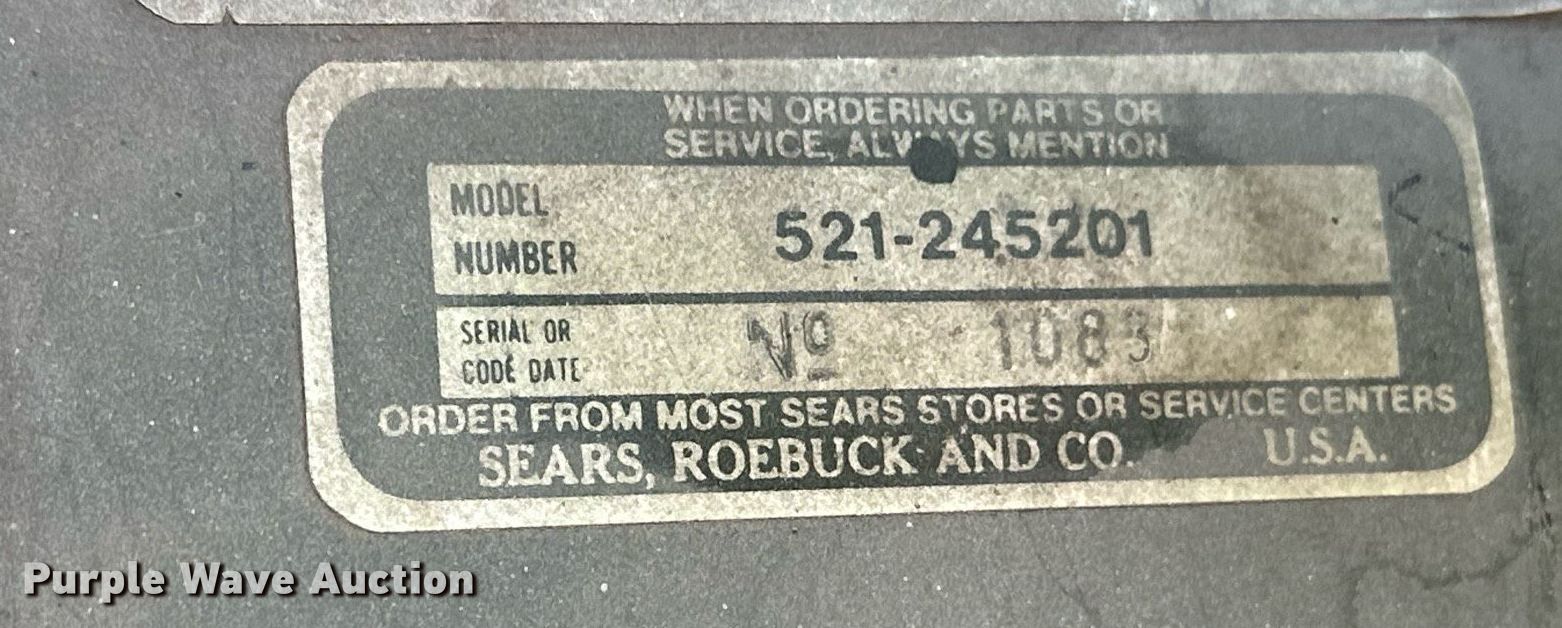 WHEN ORDERING PARTS OR
SERVICE, ALWAYS MENTION
MODEL
NUMBER
521-245201
SERIAL OR
CODE DATE
Nº 1083
ORDER FROM MOST SEARS STORES OR SERVICE CENTERS
SEARS, ROEBUCK AND CO. U.S.A.
Purple Wave Auction